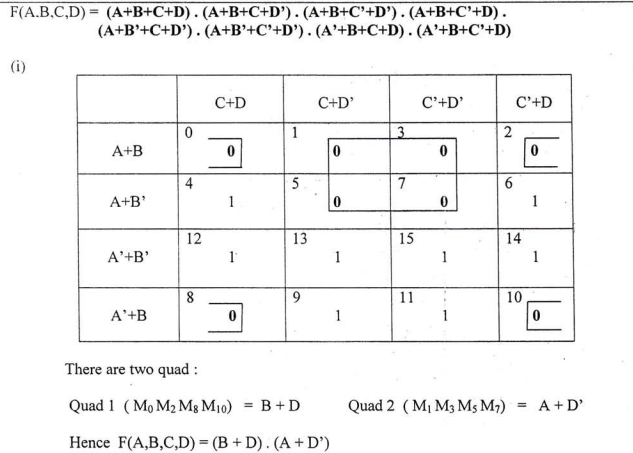 F(A.B,C,D) = (A+B+C+D) . (A+B+C+D’) . (A+B+C’+D’) . (A+B+C’+D) .
(A+B’+C+D’) . (A+B’+C’+D’) . (A’+B+C+D) . (A’+B+C’+D)
(i)
C+D C+D’ C’+D’ C’+D
0 1 3 2
A+B 0 0 0 0
4 5 7 6
A+B’ 1 0 0 1
12 13 15 14
A’+B’ 1 1 1 1
8 9 11 10
A’+B 0 1 1 0
There are two quad :
Quad 1 ( M₀ M₂ M₈ M₁₀) = B + D Quad 2 ( M₁ M₃ M₅ M₇) = A + D’
Hence F(A,B,C,D) = (B + D) . (A + D’)